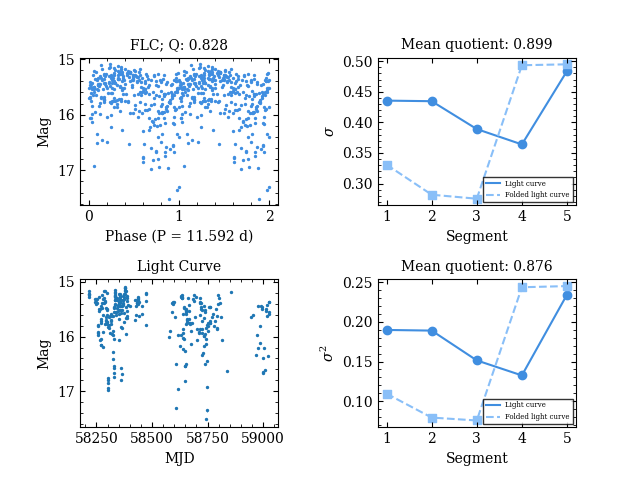 FLC; Q: 0.828
15
16
17
Mag
0
1
2
Phase (P = 11.592 d)
Mean quotient: 0.899
0.50
0.45
0.40
0.35
0.30
σ
1
2
3
4
5
Segment
Light curve
Folded light curve
Light Curve
15
16
17
Mag
58250
58500
58750
59000
MJD
Mean quotient: 0.876
0.25
0.20
0.15
0.10
σ²
1
2
3
4
5
Segment
Light curve
Folded light curve